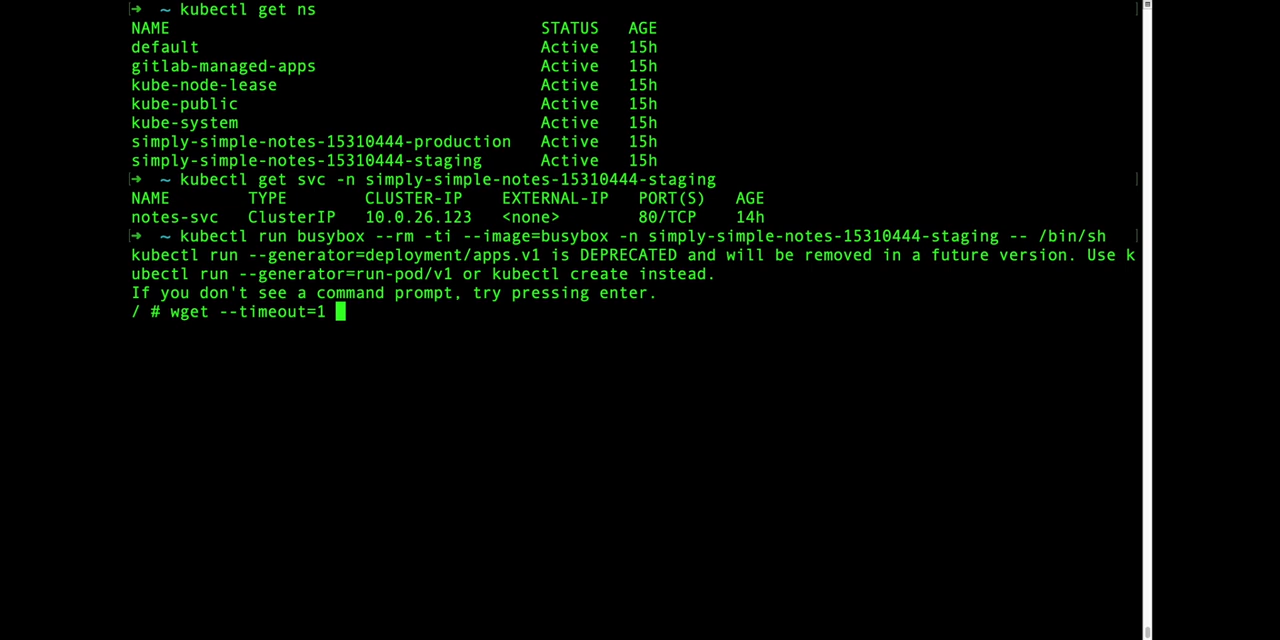 ➜  ~ kubectl get ns
NAME                                      STATUS   AGE
default                                   Active   15h
gitlab-managed-apps                       Active   15h
kube-node-lease                           Active   15h
kube-public                               Active   15h
kube-system                               Active   15h
simply-simple-notes-15310444-production   Active   15h
simply-simple-notes-15310444-staging      Active   15h
➜  ~ kubectl get svc -n simply-simple-notes-15310444-staging
NAME        TYPE        CLUSTER-IP    EXTERNAL-IP   PORT(S)   AGE
notes-svc   ClusterIP   10.0.26.123   <none>        80/TCP    14h
➜  ~ kubectl run busybox --rm -ti --image=busybox -n simply-simple-notes-15310444-staging -- /bin/sh
kubectl run --generator=deployment/apps.v1 is DEPRECATED and will be removed in a future version. Use k
ubectl run --generator=run-pod/v1 or kubectl create instead.
If you don't see a command prompt, try pressing enter.
/ # wget --timeout=1